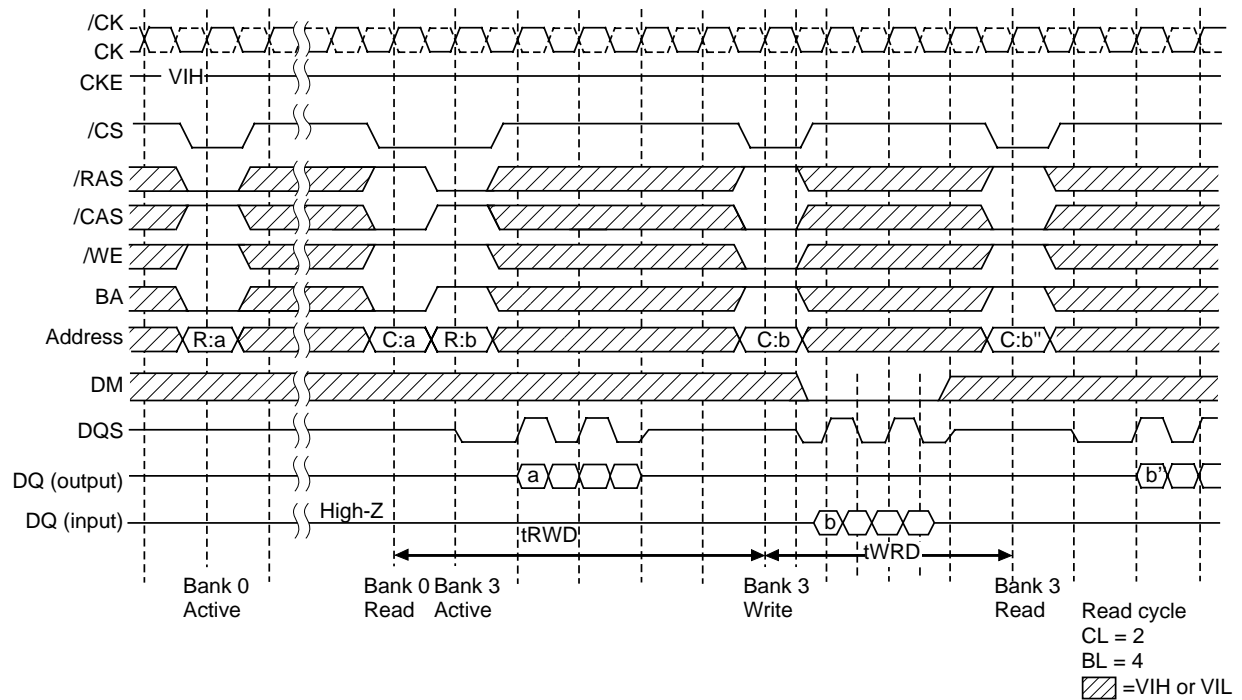 /CK
CK
CKE VIH
/CS
/RAS
/CAS
/WE
BA
Address R:a C:a R:b C:b C:b"
DM
DQS
DQ (output) a b"
DQ (input) High-Z b
tRWD tWRD
Bank 0 Bank 0 Bank 3 Bank 3 Bank 3
Active Read Active Write Read
Read cycle
CL = 2
BL = 4
=VIH or VIL